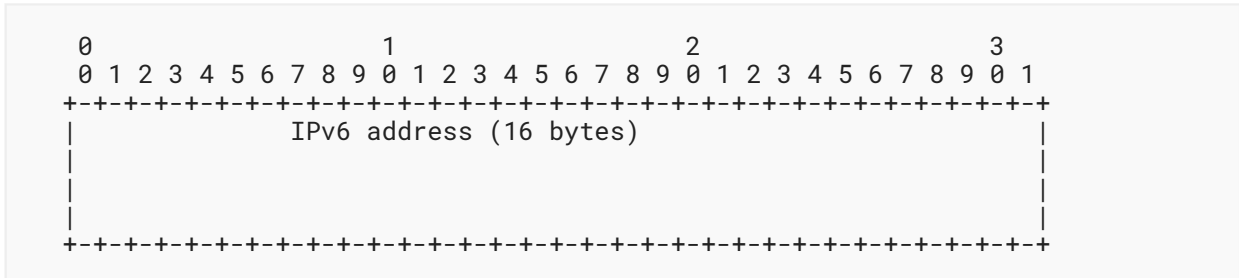 0                   1                   2                   3
 0 1 2 3 4 5 6 7 8 9 0 1 2 3 4 5 6 7 8 9 0 1 2 3 4 5 6 7 8 9 0 1
+-+-+-+-+-+-+-+-+-+-+-+-+-+-+-+-+-+-+-+-+-+-+-+-+-+-+-+-+-+-+-+-+
|              IPv6 address (16 bytes)                          |
|                                                               |
|                                                               |
|                                                               |
+-+-+-+-+-+-+-+-+-+-+-+-+-+-+-+-+-+-+-+-+-+-+-+-+-+-+-+-+-+-+-+-+